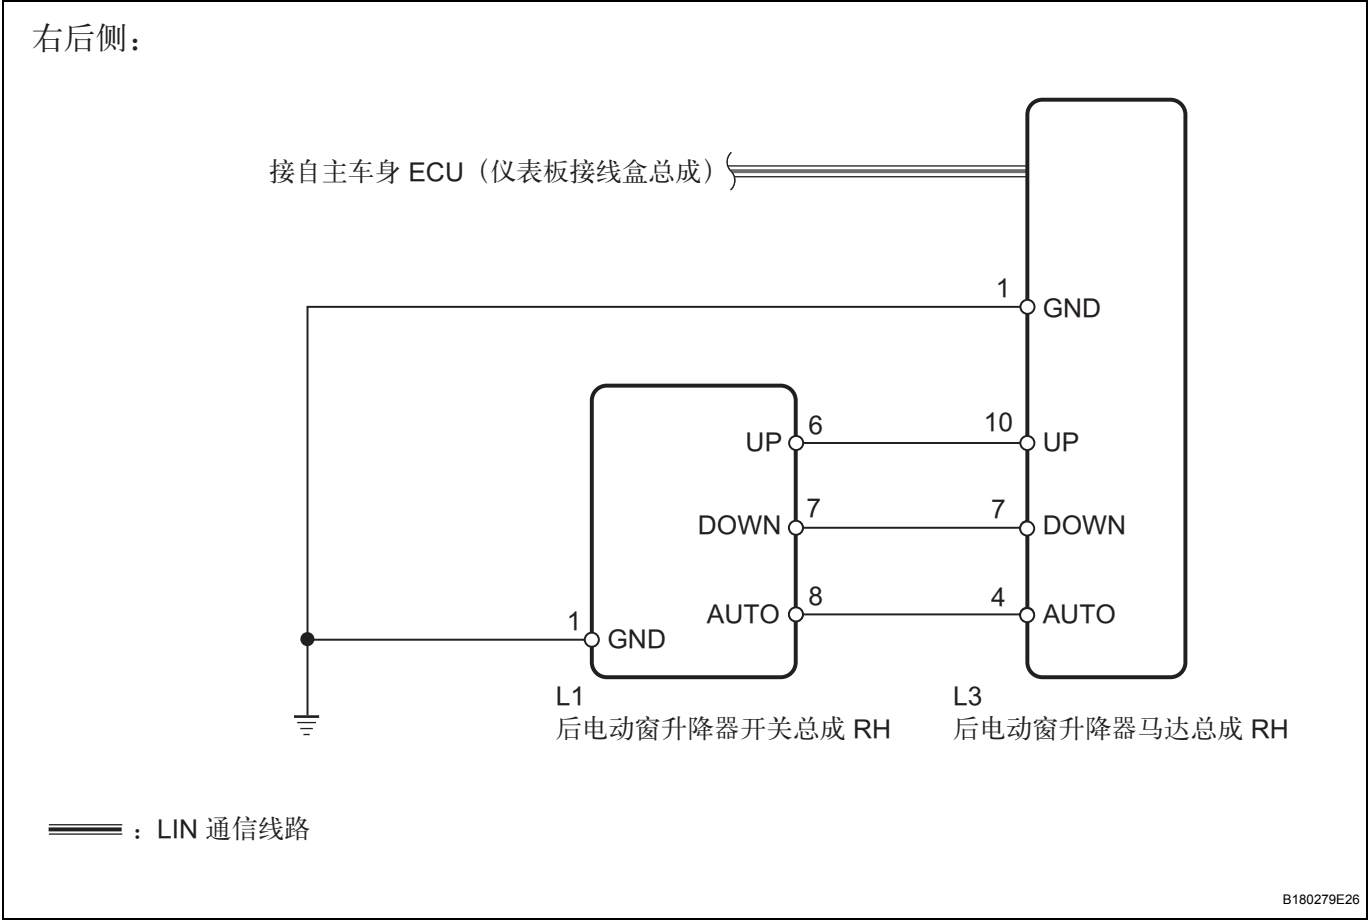 右后侧：
接自主车身 ECU（仪表板接线盒总成）
1
GND
UP 6 10 UP
DOWN 7 7 DOWN
AUTO 8 4 AUTO
1 GND
L1
后电动窗升降器开关总成 RH
L3
后电动窗升降器马达总成 RH
：LIN 通信线路
B180279E26